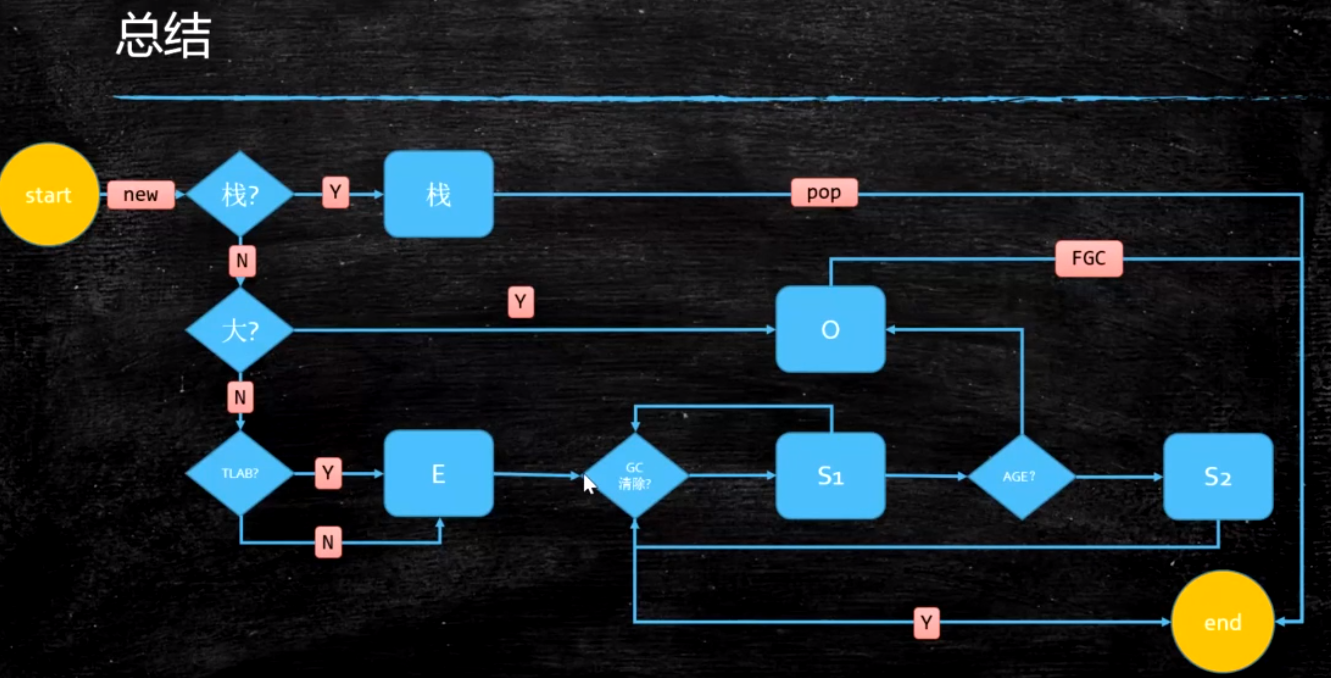 总结
start
new
栈?
Y
栈
pop
N
FGC
大?
Y
O
N
TLAB?
Y
E
GC
清除?
S1
AGE?
S2
N
Y
end